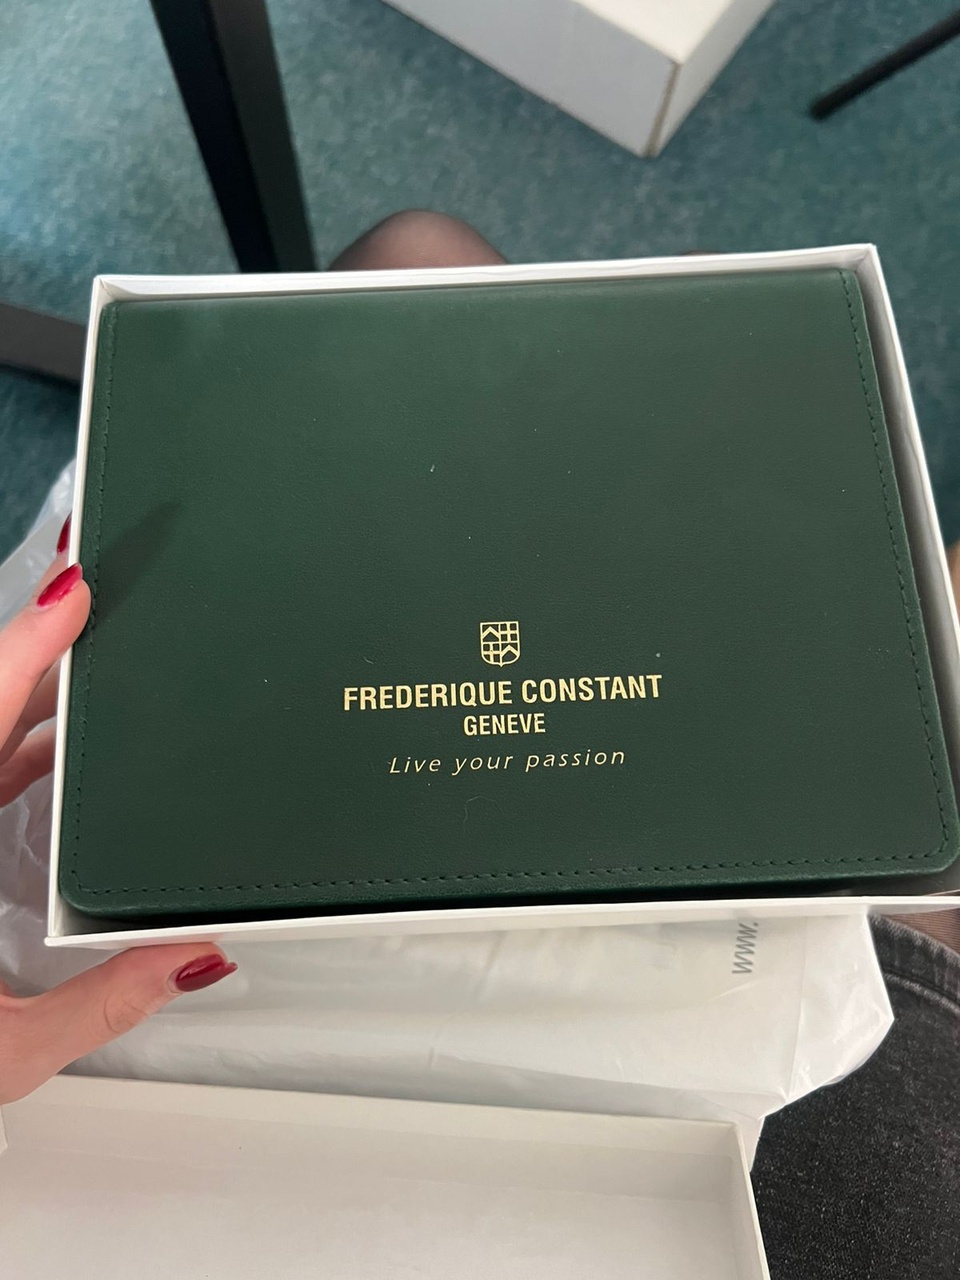 FREDERIQUE CONSTANT
GENEVE
Live your passion
www.